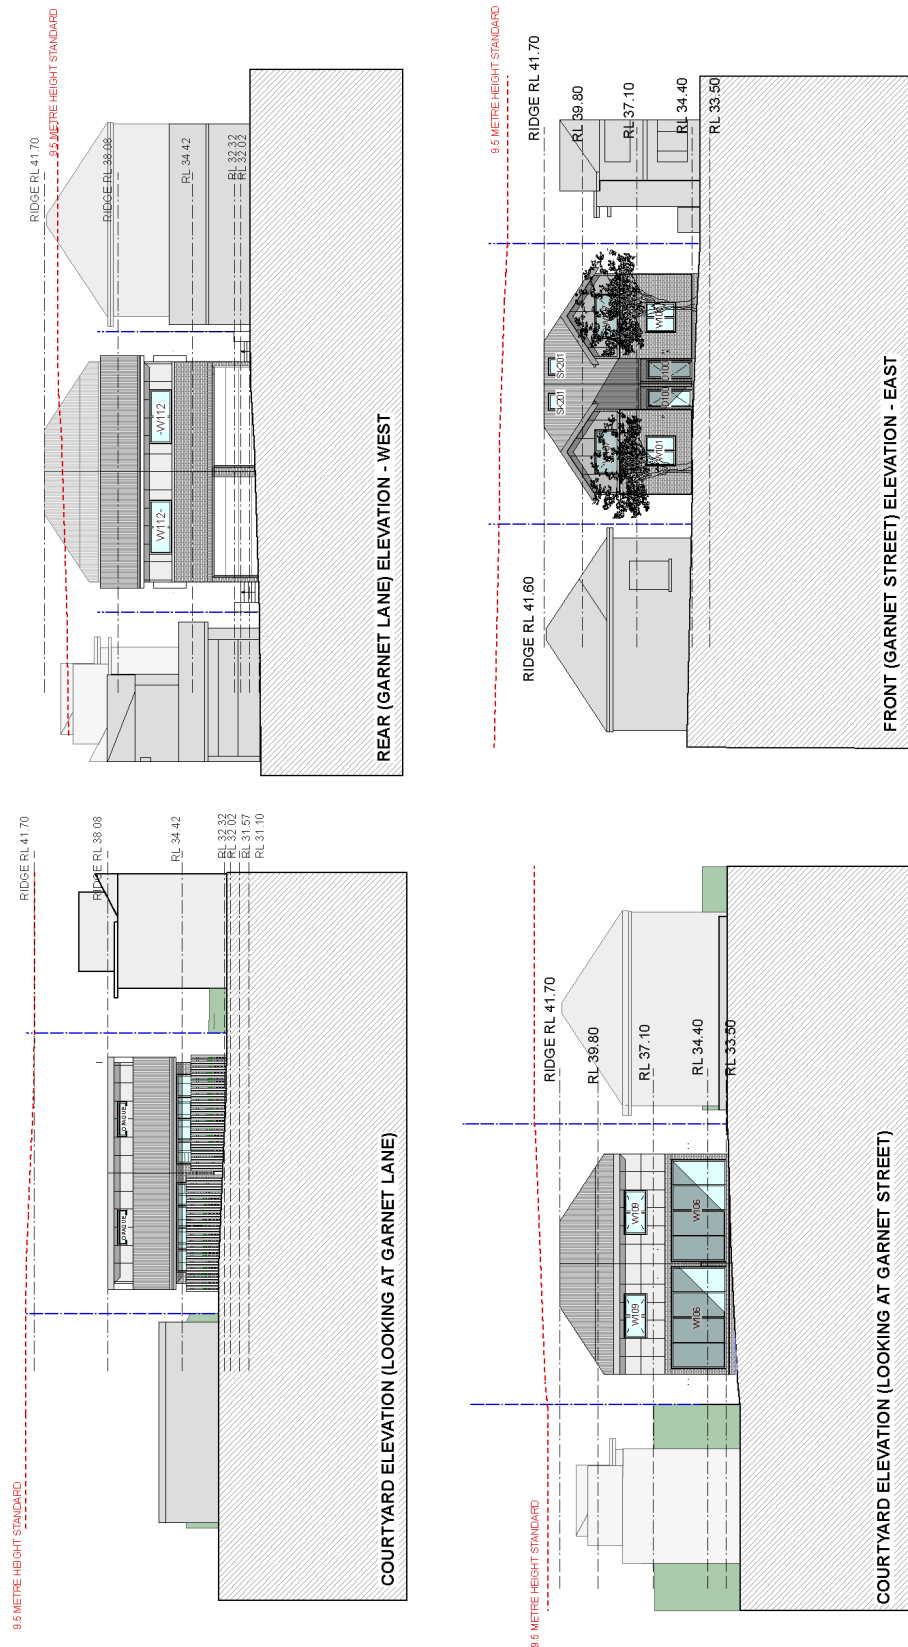 9.5 METRE HEIGHT STANDARD
RIDGE RL 41.70
RIDGE RL 38.08
RL 34.42
RL 32.32
RL 32.02
RL 31.57
RL 31.10
OPAQUE
OPAQUE
COURTYARD ELEVATION (LOOKING AT GARNET LANE)
RIDGE RL 41.70
9.5 METRE HEIGHT STANDARD
RIDGE RL 38.08
RL 34.42
RL 32.32
RL 32.02
W112-
-W112
REAR (GARNET LANE) ELEVATION - WEST
9.5 METRE HEIGHT STANDARD
RIDGE RL 41.70
RL 39.80
RL 37.10
RL 34.40
RL 33.50
W109
W109
W106
W106
COURTYARD ELEVATION (LOOKING AT GARNET STREET)
9.5 METRE HEIGHT STANDARD
RIDGE RL 41.70
RL 39.80
RL 37.10
RL 34.40
RL 33.50
RIDGE RL 41.60
SK201
SK201
W101
D100
D100
FRONT (GARNET STREET) ELEVATION - EAST